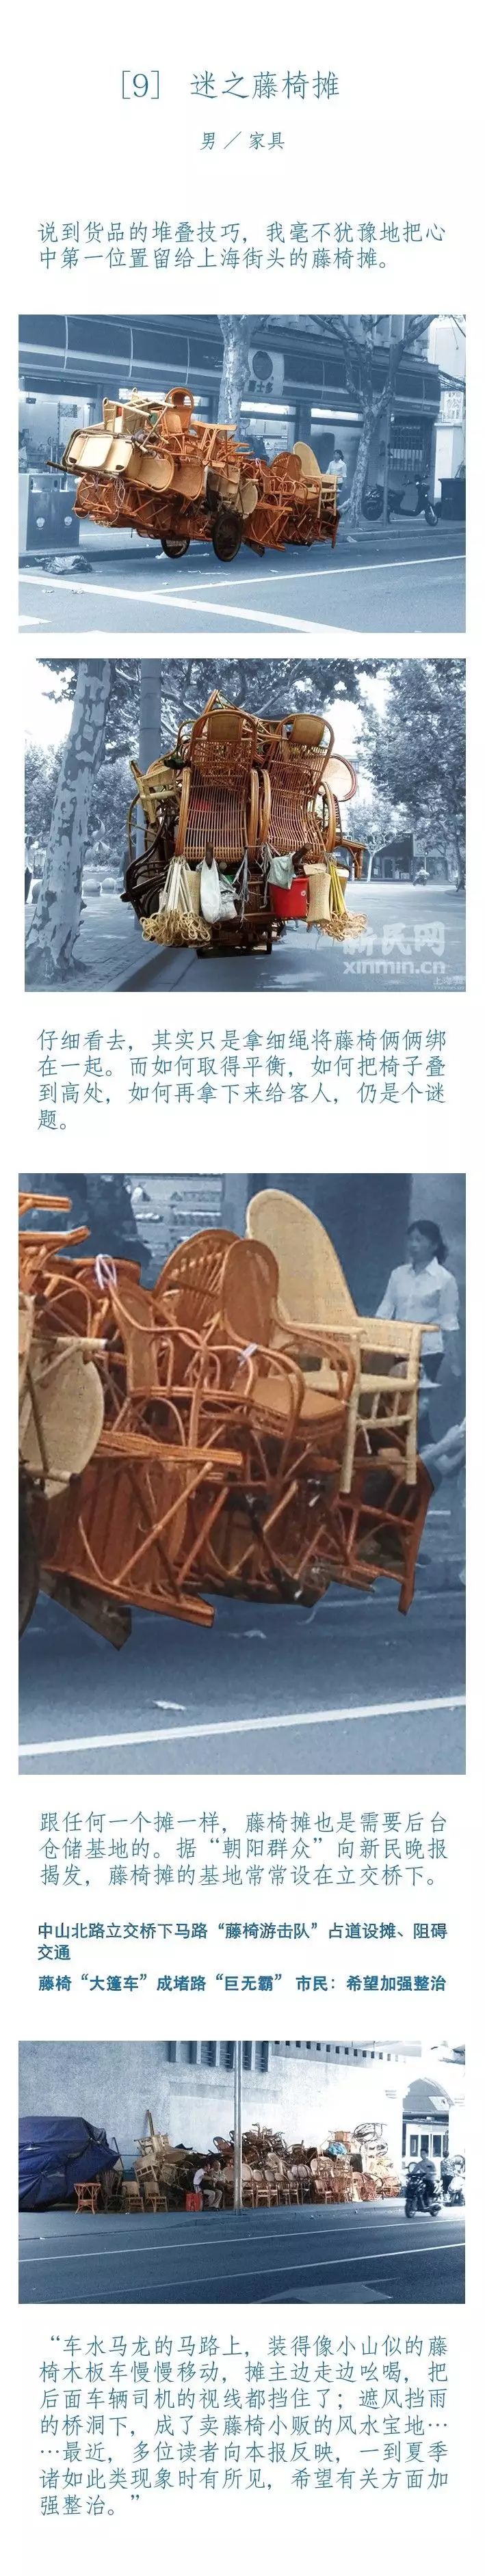 [9] 迷之藤椅摊
男／家具
说到货品的堆叠技巧，我毫不犹豫地把心
中第一位置留给上海街头的藤椅摊。
新民网
xinmin.cn
仔细看去，其实只是拿细绳将藤椅俩俩绑
在一起。而如何取得平衡，如何把椅子叠
到高处，如何再拿下来给客人，仍是个谜
题。
跟任何一个摊一样，藤椅摊也是需要后台
仓储基地的。据“朝阳群众”向新民晚报
揭发，藤椅摊的基地常常设在立交桥下。
中山北路立交桥下马路“藤椅游击队”占道设摊、阻碍
交通
藤椅“大篷车”成堵路“巨无霸” 市民：希望加强整治
“车水马龙的马路上，装得像小山似的藤
椅木板车慢慢移动，摊主边走边吆喝，把
后面车辆司机的视线都挡住了；遮风挡雨
的桥洞下，成了卖藤椅小贩的风水宝地…
…最近，多位读者向本报反映，一到夏季
诸如此类现象时有所见，希望有关方面加
强整治。”